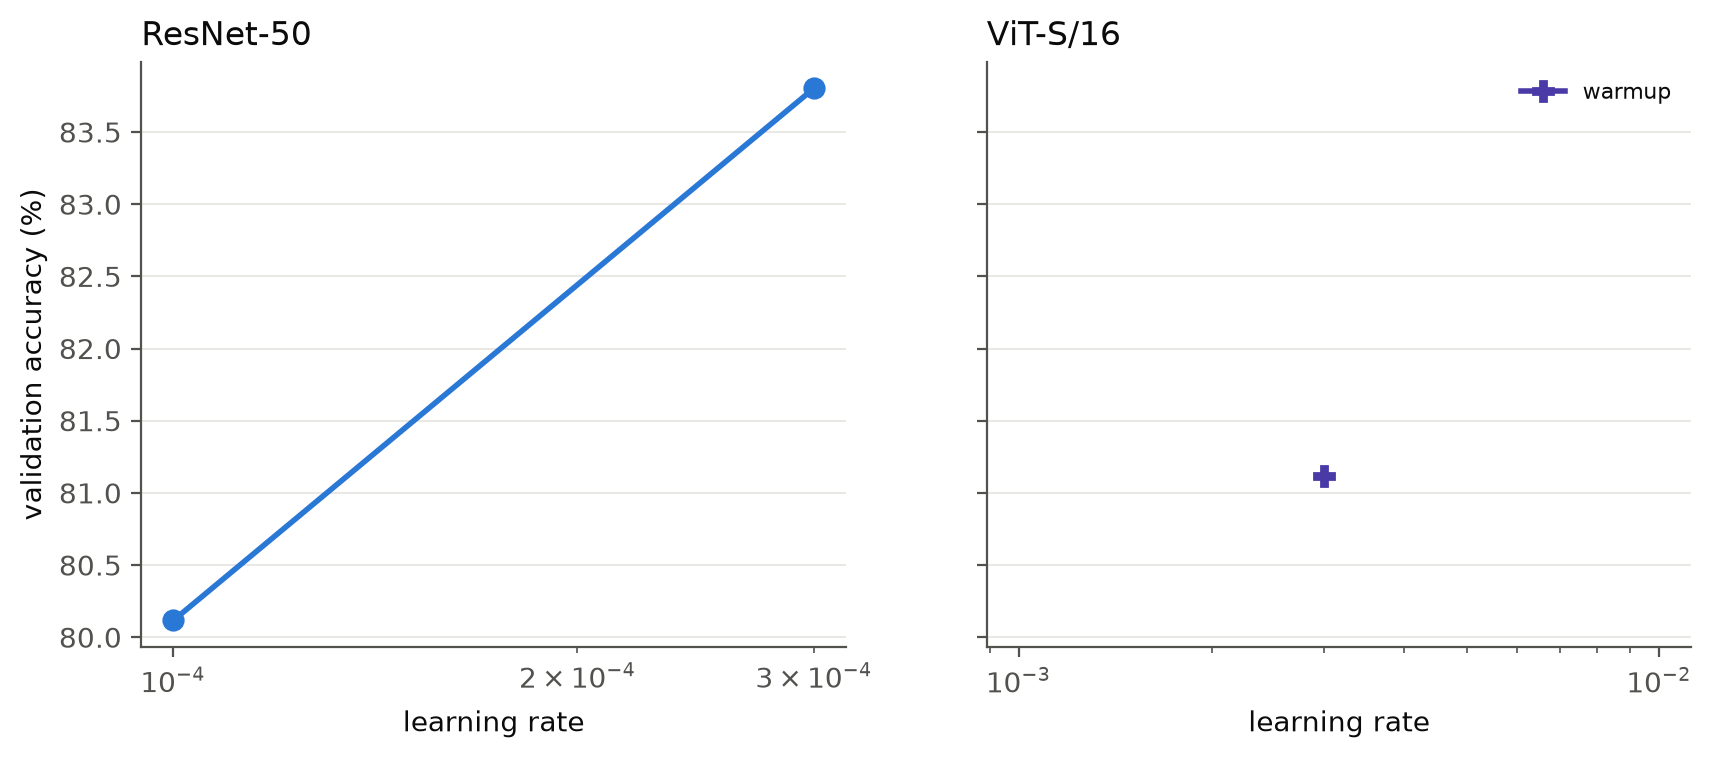 ResNet-50
ViT-S/16
warmup
validation accuracy (%)
83.5
83.0
82.5
82.0
81.5
81.0
80.5
80.0
10⁻⁴
2 × 10⁻⁴
3 × 10⁻⁴
10⁻³
10⁻²
learning rate
learning rate